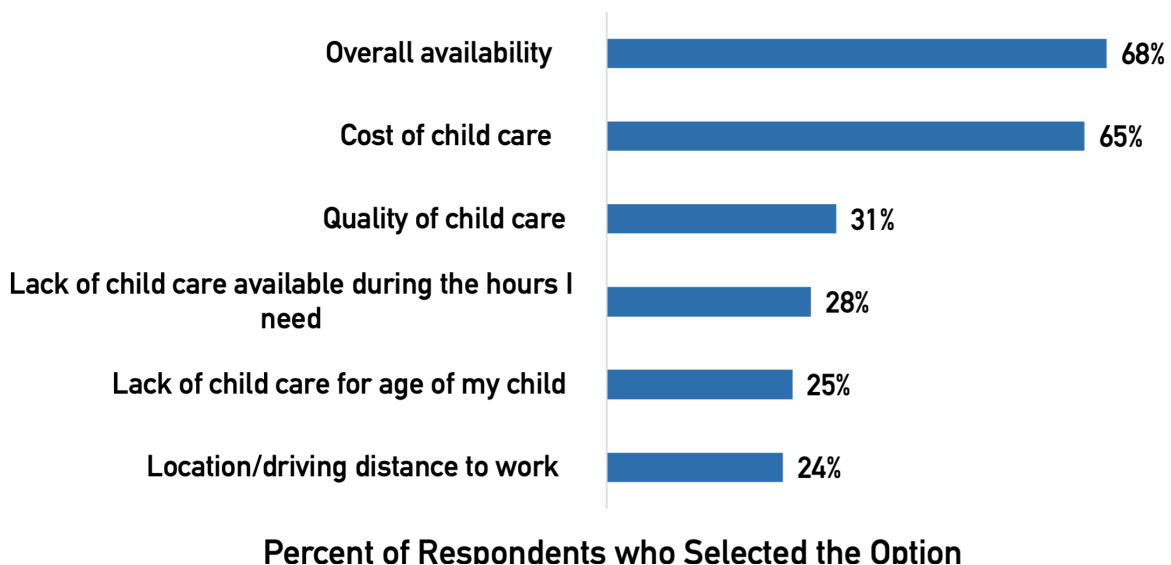 Overall availability
68%
Cost of child care
65%
Quality of child care
31%
Lack of child care available during the hours I
need
28%
Lack of child care for age of my child
25%
Location/driving distance to work
24%
Percent of Respondents who Selected the Option